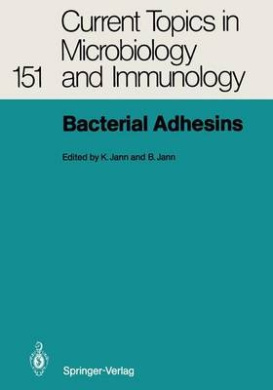 Current Topics in
Microbiology
151 and Immunology
Bacterial Adhesins
Edited by K. Jann and B. Jann
Springer-Verlag